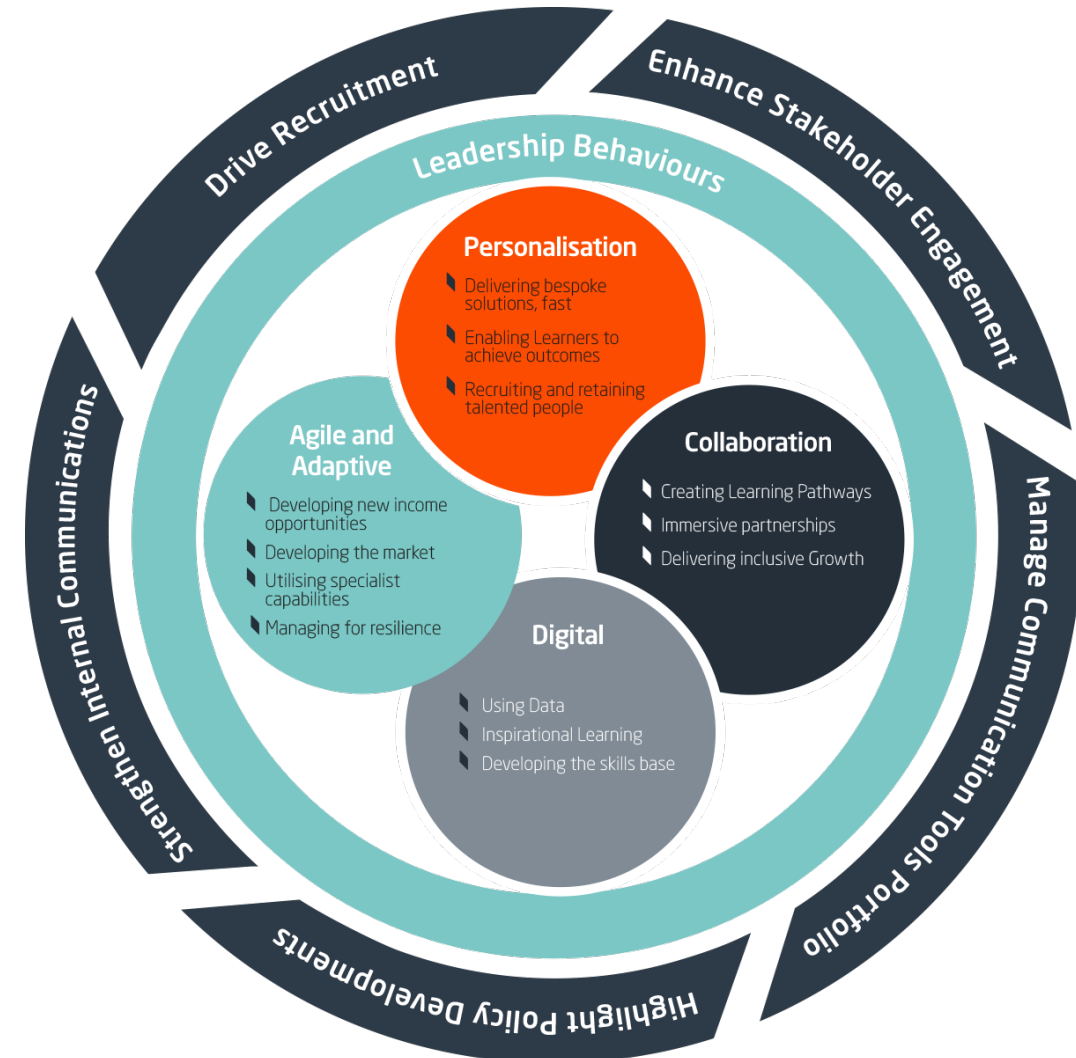 Drive Recruitment
Enhance Stakeholder Engagement
Manage Communication Tools Portfolio
Highlight Policy Developments
Strengthen Internal Communications
Leadership Behaviours
Personalisation
Delivering bespoke
solutions, fast
Enabling Learners to
achieve outcomes
Recruiting and retaining
talented people
Collaboration
Creating Learning Pathways
Immersive partnerships
Delivering inclusive Growth
Digital
Using Data
Inspirational Learning
Developing the skills base
Agile and
Adaptive
Developing new income
opportunities
Developing the market
Utilising specialist
capabilities
Managing for resilience